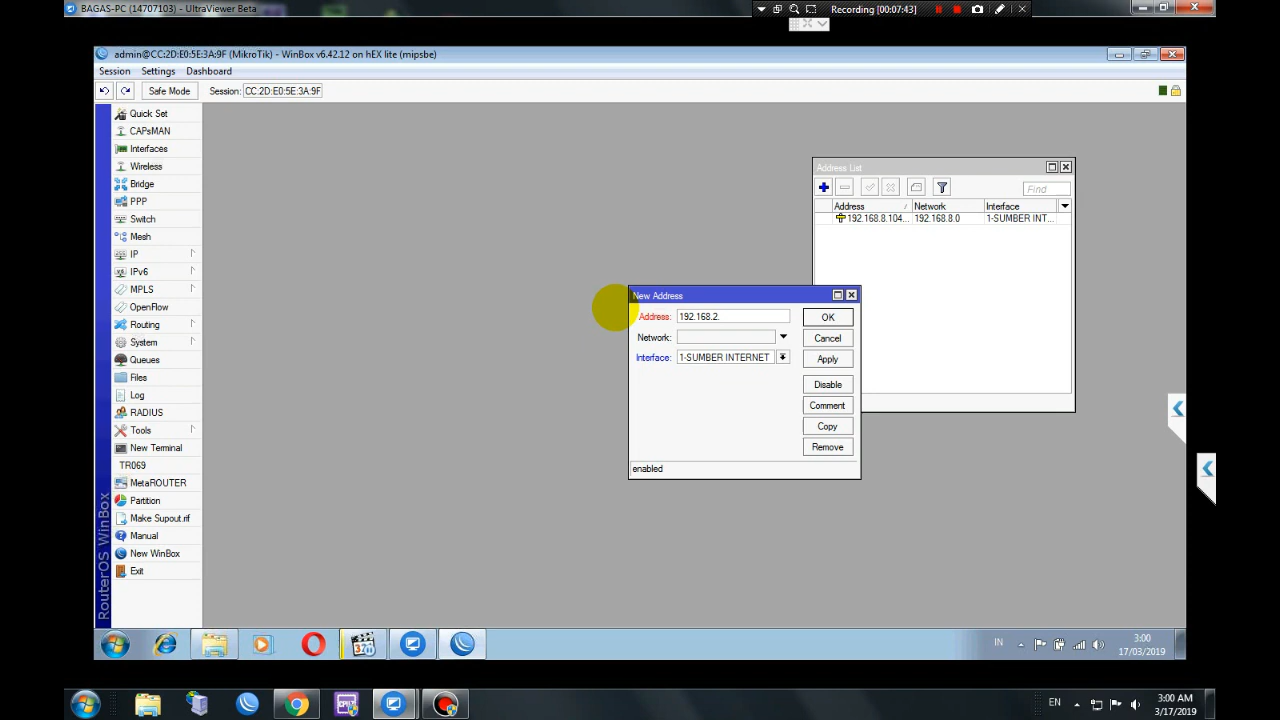 BAGAS-PC (14707103) - UltraViewer Beta
Recording [00:07:43]
admin@CC:2D:E0:5E:3A:9F (MikroTik) - WinBox v6.42.12 on hEX lite (mipsbe)
Session Settings Dashboard
Safe Mode Session: CC:2D:E0:5E:3A:9F
Quick Set
CAPsMAN
Interfaces
Wireless
Bridge
PPP
Switch
Mesh
IP
IPv6
MPLS
OpenFlow
Routing
System
Queues
Files
Log
RADIUS
Tools
New Terminal
TR069
MetaROUTER
Partition
Make Supout.rif
Manual
New WinBox
Exit
RouterOS WinBox
Address List
Find
Address Network Interface
192.168.8.104... 192.168.8.0 1-SUMBER INT...
New Address
Address: 192.168.2. OK
Network: Cancel
Interface: 1-SUMBER INTERNET Apply
Disable
Comment
Copy
Remove
enabled
321
IN 3:00
17/03/2019
EN 3:00 AM
3/17/2019